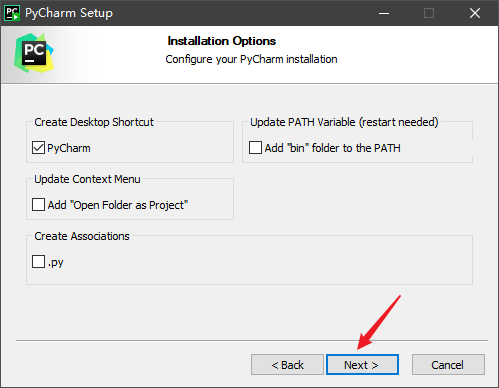 PyCharm Setup
PC
Installation Options
Configure your PyCharm installation
Create Desktop Shortcut
PyCharm
Update PATH Variable (restart needed)
Add "bin" folder to the PATH
Update Context Menu
Add "Open Folder as Project"
Create Associations
.py
< Back
Next >
Cancel